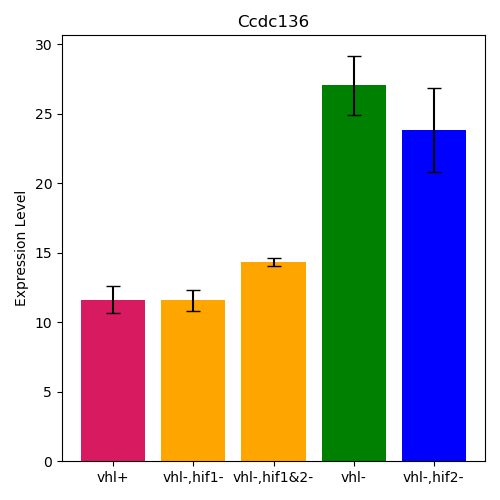 Ccdc136
Expression Level
30
25
20
15
10
5
0
vhl+
vhl-,hif1-
vhl-,hif1&2-
vhl-
vhl-,hif2-